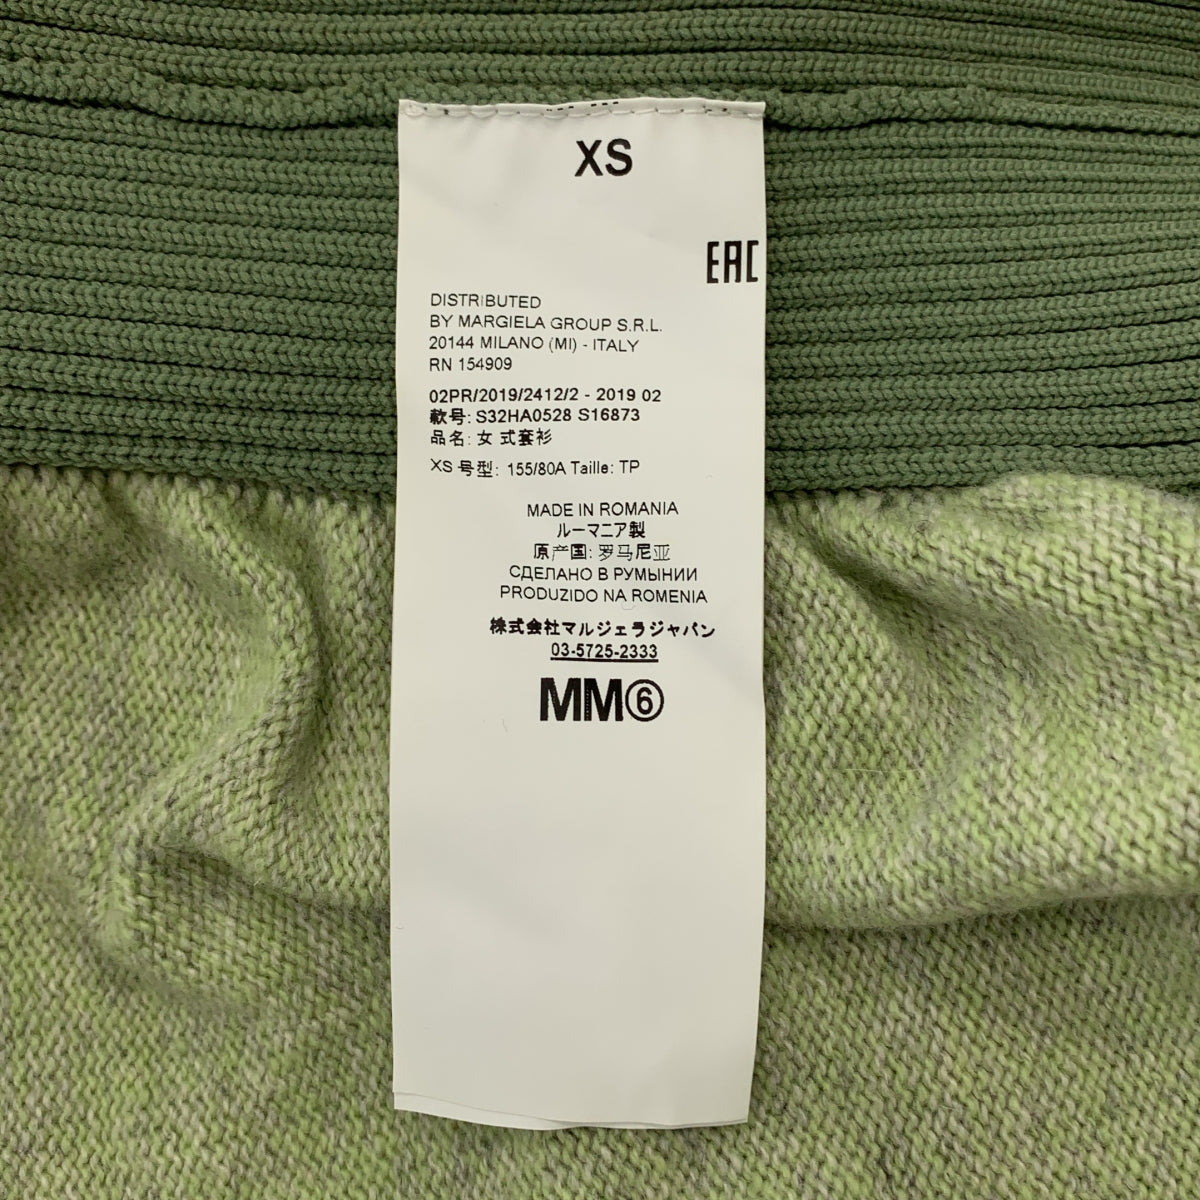 XS
EAC
DISTRIBUTED
BY MARGIELA GROUP S.R.L.
20144 MILANO (MI) - ITALY
RN 154909
02PR/2019/2412/2 - 2019 02
款号: S32HA0528 S16873
品名: 女 式套衫
XS 号型: 155/80A Taille: TP
MADE IN ROMANIA
ルーマニア製
原产国: 罗马尼亚
СДЕЛАНО В РУМЫНИИ
PRODUZIDO NA ROMENIA
株式会社マルジェラジャパン
03-5725-2333
MM⑥